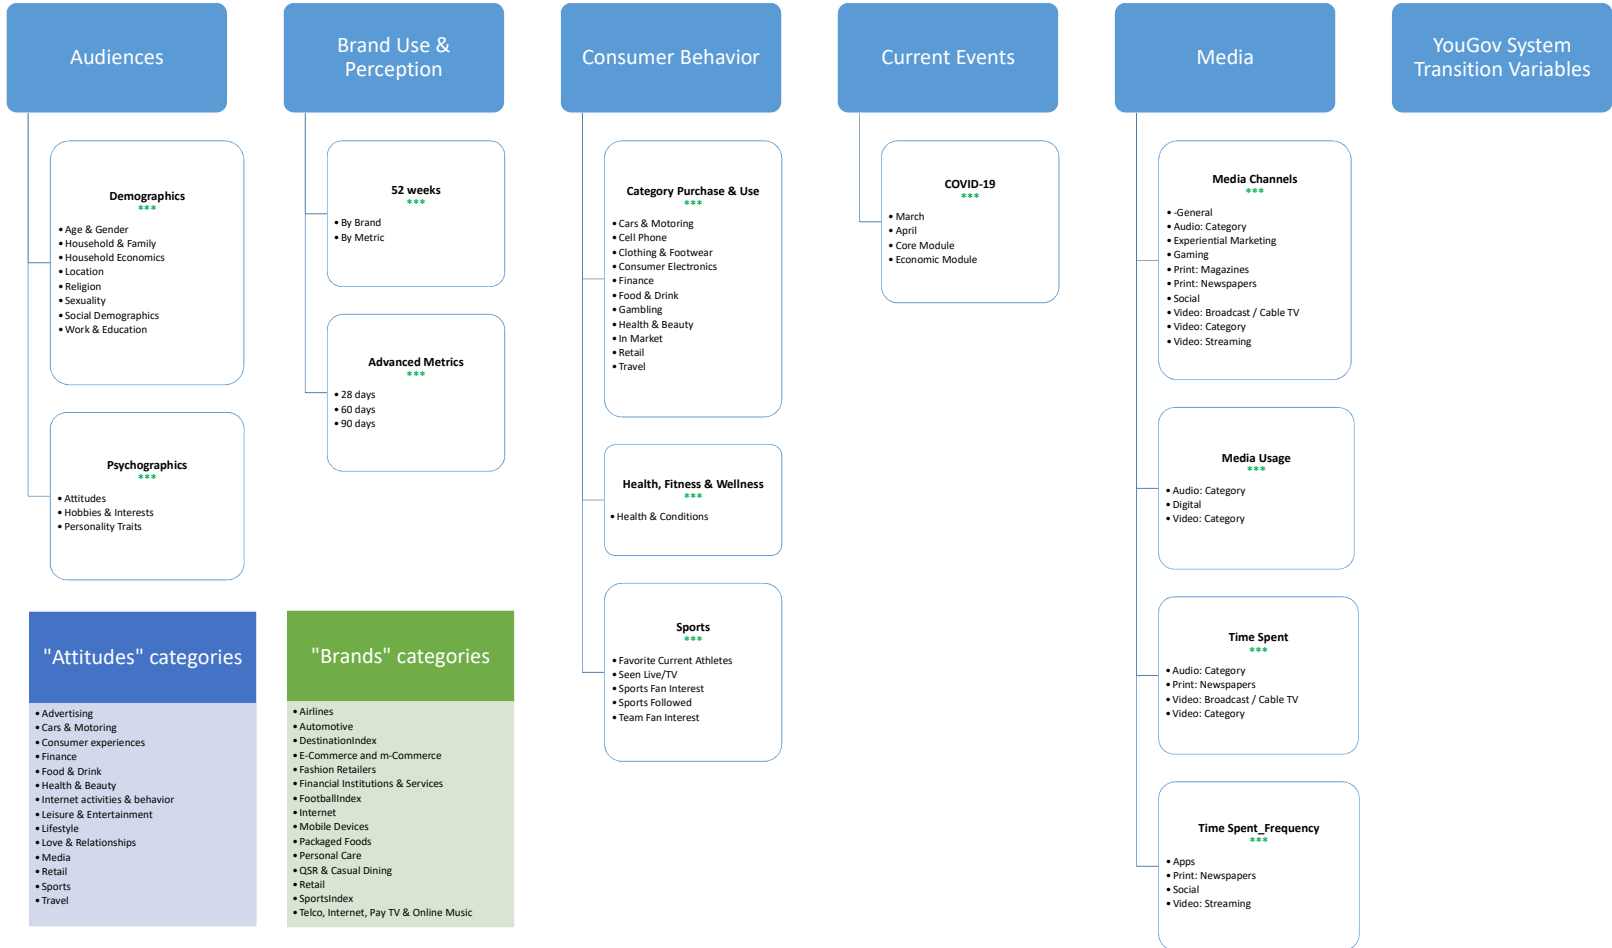 Audiences
Demographics
***
• Age & Gender
• Household & Family
• Household Economics
• Location
• Religion
• Sexuality
• Social Demographics
• Work & Education
Psychographics
***
• Attitudes
• Hobbies & Interests
• Personality Traits
Brand Use &
Perception
52 weeks
***
• By Brand
• By Metric
Advanced Metrics
***
• 28 days
• 60 days
• 90 days
Consumer Behavior
Category Purchase & Use
***
• Cars & Motoring
• Cell Phone
• Clothing & Footwear
• Consumer Electronics
• Finance
• Food & Drink
• Gambling
• Health & Beauty
• In Market
• Retail
• Travel
Health, Fitness & Wellness
***
• Health & Conditions
Sports
***
• Favorite Current Athletes
• Seen Live/TV
• Sports Fan Interest
• Sports Followed
• Team Fan Interest
Current Events
COVID-19
***
• March
• April
• Core Module
• Economic Module
Media
Media Channels
***
• -General
• Audio: Category
• Experiential Marketing
• Gaming
• Print: Magazines
• Print: Newspapers
• Social
• Video: Broadcast / Cable TV
• Video: Category
• Video: Streaming
Media Usage
***
• Audio: Category
• Digital
• Video: Category
Time Spent
***
• Audio: Category
• Print: Newspapers
• Video: Broadcast / Cable TV
• Video: Category
Time Spent_Frequency
***
• Apps
• Print: Newspapers
• Social
• Video: Streaming
YouGov System
Transition Variables
"Attitudes" categories
• Advertising
• Cars & Motoring
• Consumer experiences
• Finance
• Food & Drink
• Health & Beauty
• Internet activities & behavior
• Leisure & Entertainment
• Lifestyle
• Love & Relationships
• Media
• Retail
• Sports
• Travel
"Brands" categories
• Airlines
• Automotive
• DestinationIndex
• E-Commerce and m-Commerce
• Fashion Retailers
• Financial Institutions & Services
• FootballIndex
• Internet
• Mobile Devices
• Packaged Foods
• Personal Care
• QSR & Casual Dining
• Retail
• SportsIndex
• Telco, Internet, Pay TV & Online Music